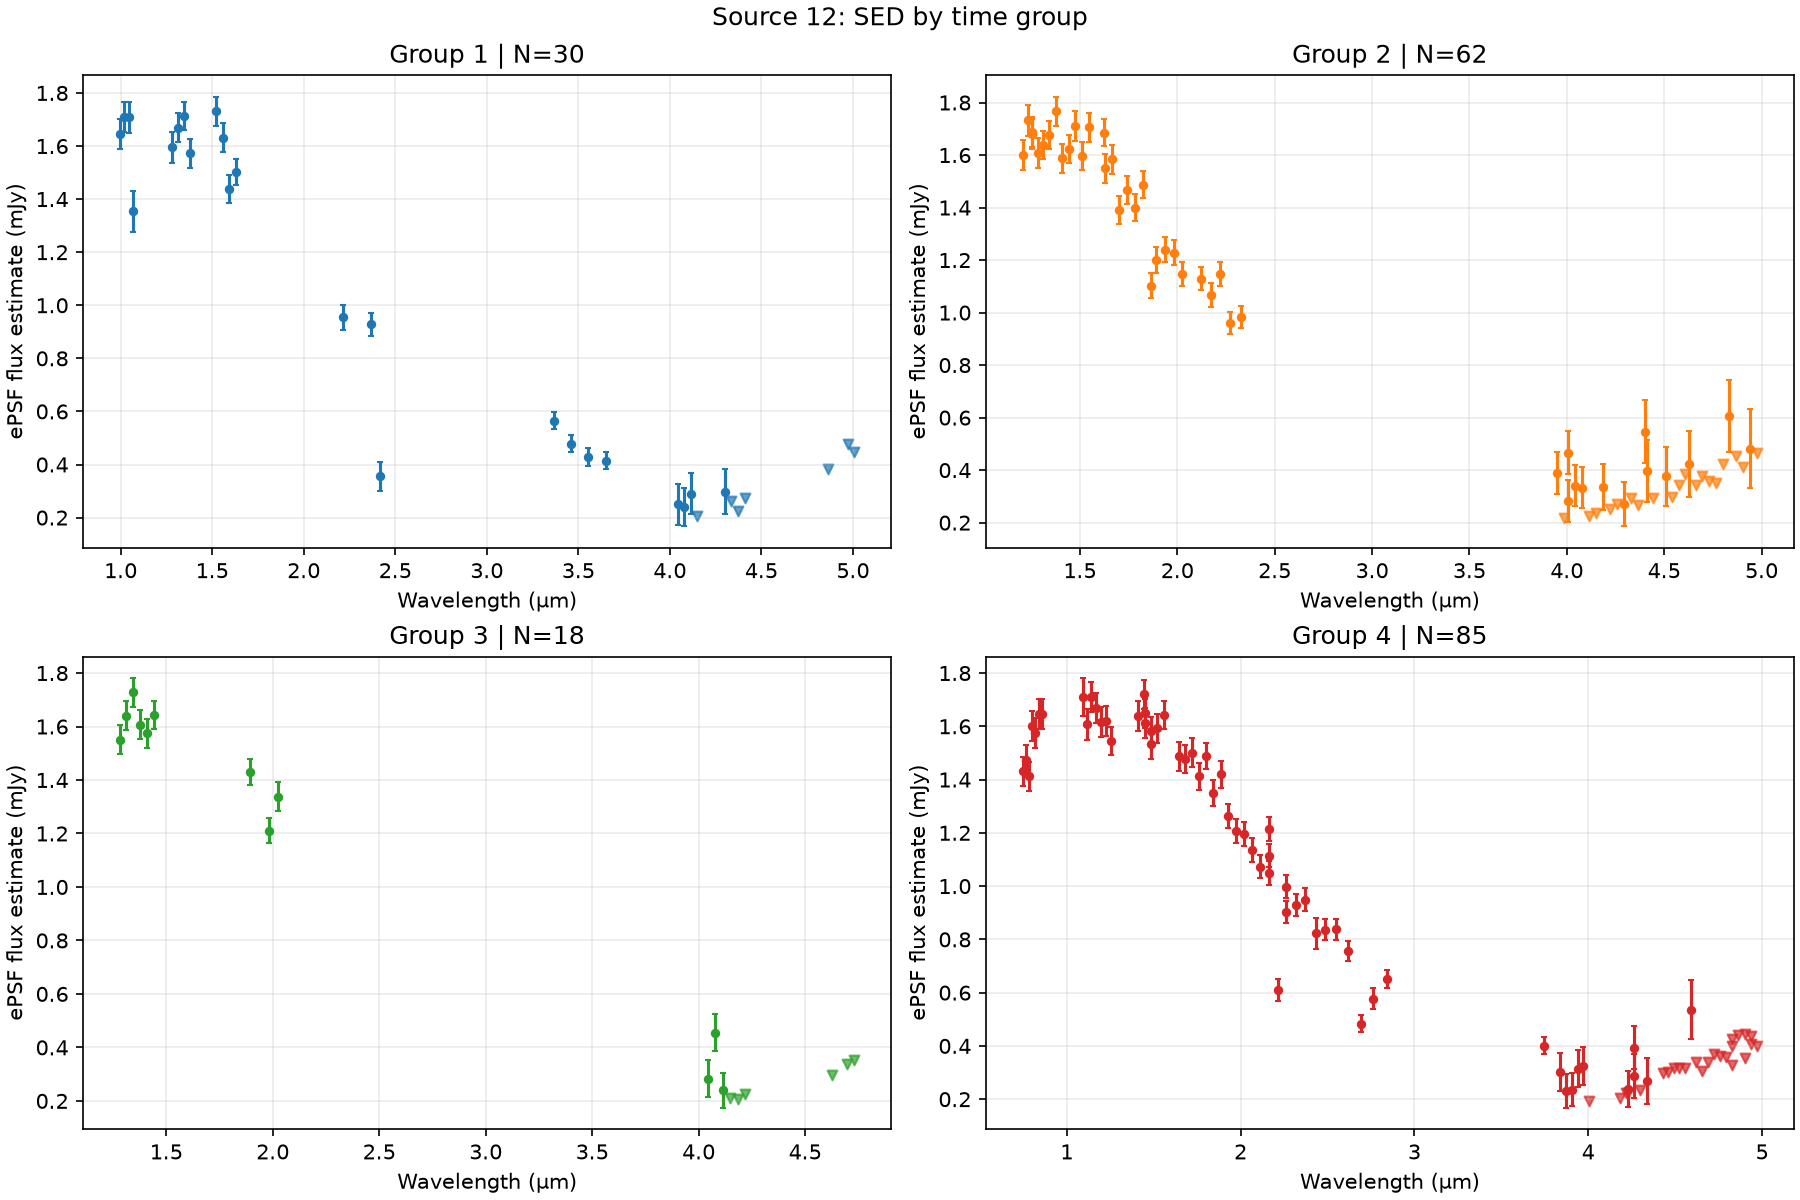 Source 12: SED by time group
Group 1 | N=30
ePSF flux estimate (mJy)
1.8
1.6
1.4
1.2
1.0
0.8
0.6
0.4
0.2
1.0 1.5 2.0 2.5 3.0 3.5 4.0 4.5 5.0
Wavelength (μm)
Group 2 | N=62
ePSF flux estimate (mJy)
1.8
1.6
1.4
1.2
1.0
0.8
0.6
0.4
0.2
1.5 2.0 2.5 3.0 3.5 4.0 4.5 5.0
Wavelength (μm)
Group 3 | N=18
ePSF flux estimate (mJy)
1.8
1.6
1.4
1.2
1.0
0.8
0.6
0.4
0.2
1.5 2.0 2.5 3.0 3.5 4.0 4.5
Wavelength (μm)
Group 4 | N=85
ePSF flux estimate (mJy)
1.8
1.6
1.4
1.2
1.0
0.8
0.6
0.4
0.2
1 2 3 4 5
Wavelength (μm)